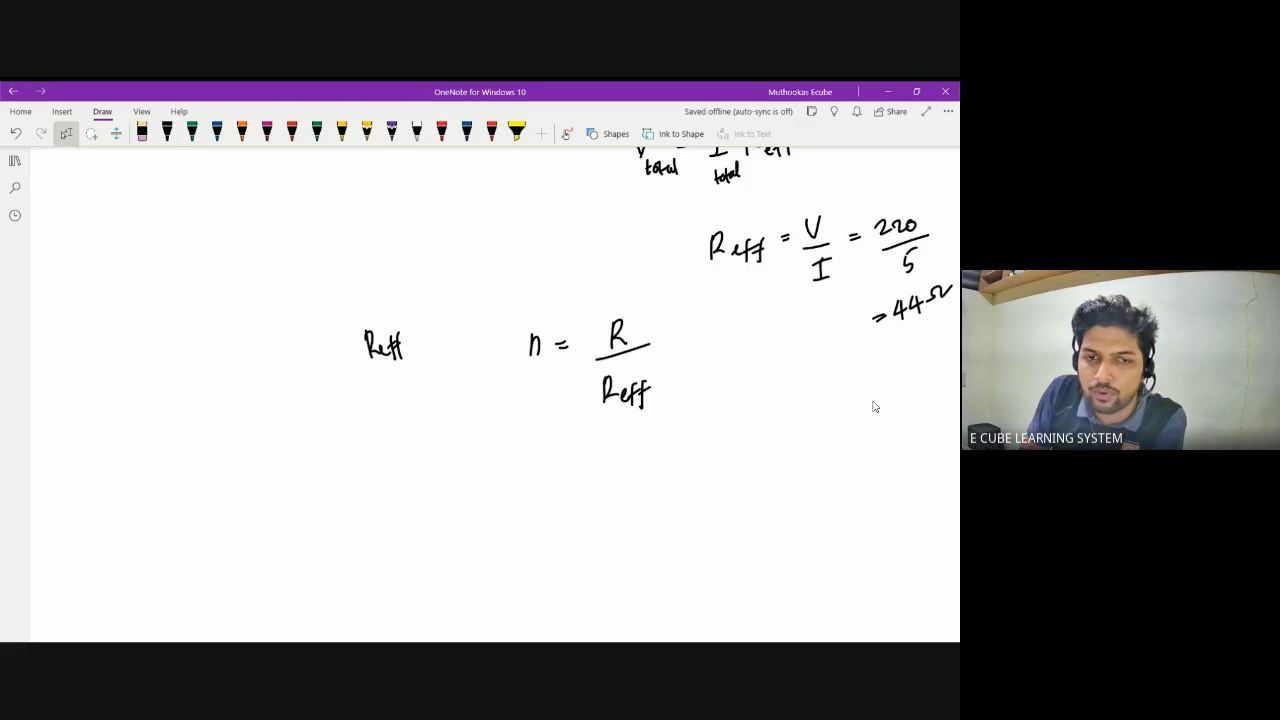 OneNote for Windows 10
Muthookas Ecube
Home Insert Draw View Help
Saved offline (auto-sync is off)
Share
Shapes
Ink to Shape
Ink to Text
total total
Reff = V / I = 220 / 5
= 44Ω
Reff
n = R / Reff
E CUBE LEARNING SYSTEM